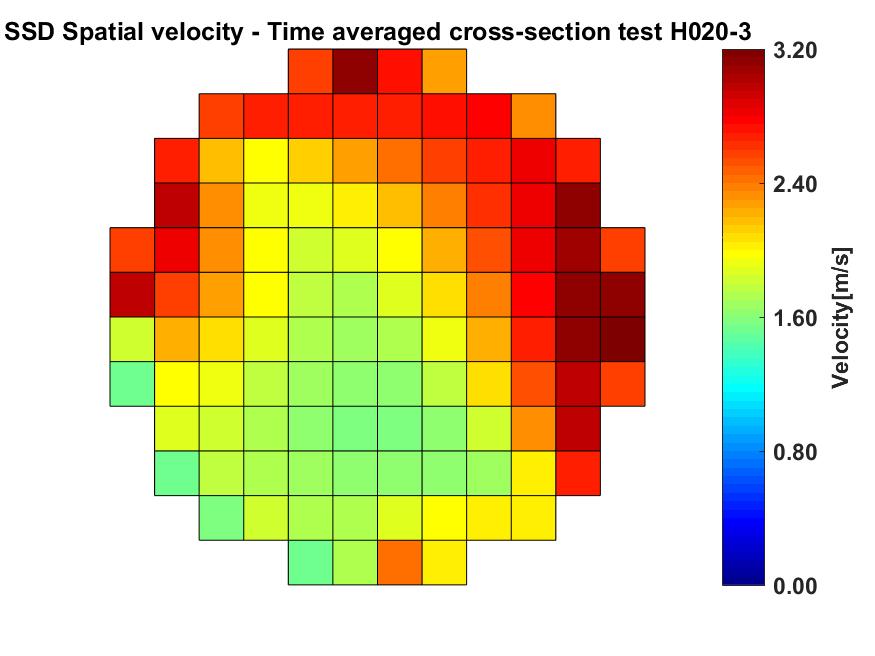 SSD Spatial velocity - Time averaged cross-section test H020-3
3.20
2.40
1.60
0.80
0.00
Velocity[m/s]